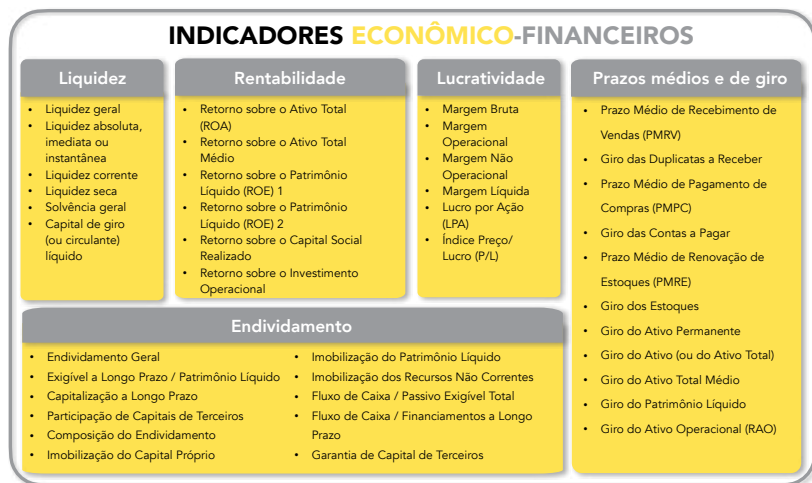 INDICADORES ECONÔMICO-FINANCEIROS
Liquidez
• Liquidez geral
• Liquidez absoluta,
imediata ou
instantânea
• Liquidez corrente
• Liquidez seca
• Solvência geral
• Capital de giro
(ou circulante)
líquido
Rentabilidade
• Retorno sobre o Ativo Total
(ROA)
• Retorno sobre o Ativo Total
Médio
• Retorno sobre o Patrimônio
Líquido (ROE) 1
• Retorno sobre o Patrimônio
Líquido (ROE) 2
• Retorno sobre o Capital Social
Realizado
• Retorno sobre o Investimento
Operacional
Lucratividade
• Margem Bruta
• Margem
Operacional
• Margem Não
Operacional
• Margem Líquida
• Lucro por Ação
(LPA)
• Índice Preço/
Lucro (P/L)
Prazos médios e de giro
• Prazo Médio de Recebimento de
Vendas (PMRV)
• Giro das Duplicatas a Receber
• Prazo Médio de Pagamento de
Compras (PMPC)
• Giro das Contas a Pagar
• Prazo Médio de Renovação de
Estoques (PMRE)
• Giro dos Estoques
• Giro do Ativo Permanente
• Giro do Ativo (ou do Ativo Total)
• Giro do Ativo Total Médio
• Giro do Patrimônio Líquido
• Giro do Ativo Operacional (RAO)
Endividamento
• Endividamento Geral
• Exigível a Longo Prazo / Patrimônio Líquido
• Capitalização a Longo Prazo
• Participação de Capitais de Terceiros
• Composição do Endividamento
• Imobilização do Capital Próprio
• Imobilização do Patrimônio Líquido
• Imobilização dos Recursos Não Correntes
• Fluxo de Caixa / Passivo Exigível Total
• Fluxo de Caixa / Financiamentos a Longo
Prazo
• Garantia de Capital de Terceiros